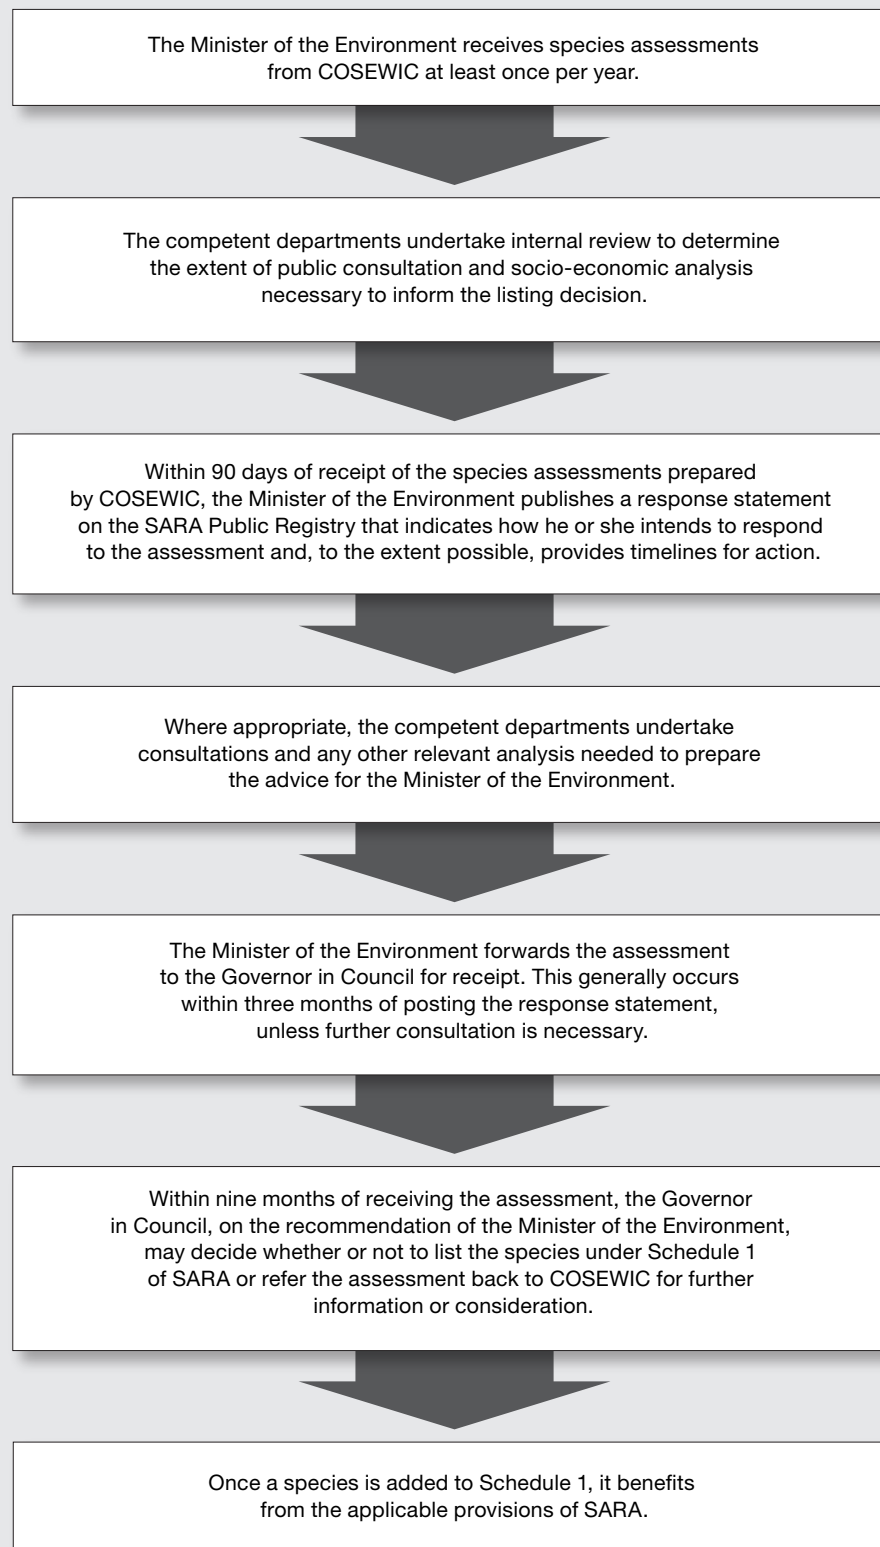 The Minister of the Environment receives species assessments
from COSEWIC at least once per year.
The competent departments undertake internal review to determine
the extent of public consultation and socio-economic analysis
necessary to inform the listing decision.
Within 90 days of receipt of the species assessments prepared
by COSEWIC, the Minister of the Environment publishes a response statement
on the SARA Public Registry that indicates how he or she intends to respond
to the assessment and, to the extent possible, provides timelines for action.
Where appropriate, the competent departments undertake
consultations and any other relevant analysis needed to prepare
the advice for the Minister of the Environment.
The Minister of the Environment forwards the assessment
to the Governor in Council for receipt. This generally occurs
within three months of posting the response statement,
unless further consultation is necessary.
Within nine months of receiving the assessment, the Governor
in Council, on the recommendation of the Minister of the Environment,
may decide whether or not to list the species under Schedule 1
of SARA or refer the assessment back to COSEWIC for further
information or consideration.
Once a species is added to Schedule 1, it benefits
from the applicable provisions of SARA.